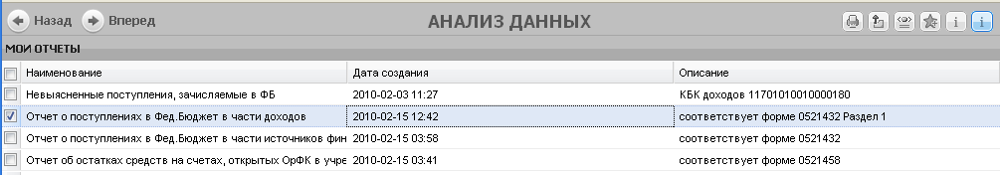 Назад Вперед АНАЛИЗ ДАННЫХ
МОИ ОТЧЕТЫ
Наименование Дата создания Описание
Невыясненные поступления, зачисляемые в ФБ 2010-02-03 11:27 КБК доходов 11701010010000180
Отчет о поступлениях в Фед.Бюджет в части доходов 2010-02-15 12:42 соответствует форме 0521432 Раздел 1
Отчет о поступлениях в Фед.Бюджет в части источников фин 2010-02-15 03:58 соответствует форме 0521432
Отчет об остатках средств на счетах, открытых ОрФК в учре 2010-02-15 03:41 соответствует форме 0521458